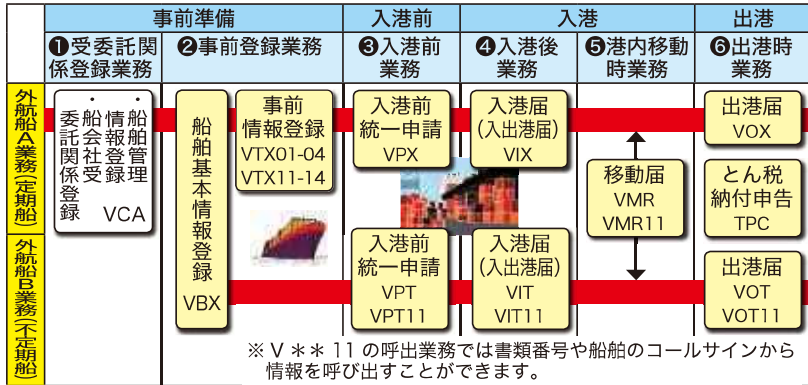 事前準備
入港前
入港
出港
❶受委託関
係登録業務
❷事前登録業務
❸入港前
業務
❹入港後
業務
❺港内移動
時業務
❻出港時
業務
外航船A業務(定期船)
・船舶管理
情報登録
・船会社受
委託関係登録
VCA
船舶基本情報登録
VBX
事前
情報登録
VTX01-04
VTX11-14
入港前
統一申請
VPX
入港届
(入出港届)
VIX
移動届
VMR
VMR11
出港届
VOX
とん税
納付申告
TPC
外航船B業務(不定期船)
入港前
統一申請
VPT
VPT11
入港届
(入出港届)
VIT
VIT11
出港届
VOT
VOT11
※ V ** 11 の呼出業務では書類番号や船舶のコールサインから
情報を呼び出すことができます。